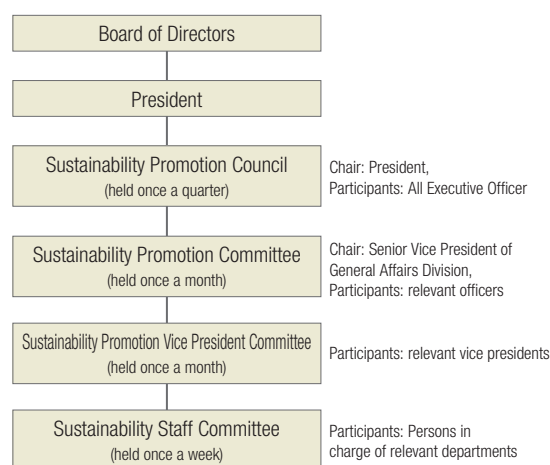 Board of Directors
President
Sustainability Promotion Council
(held once a quarter)
Chair: President,
Participants: All Executive Officer
Sustainability Promotion Committee
(held once a month)
Chair: Senior Vice President of
General Affairs Division,
Participants: relevant officers
Sustainability Promotion Vice President Committee
(held once a month)
Participants: relevant vice presidents
Sustainability Staff Committee
(held once a week)
Participants: Persons in
charge of relevant departments